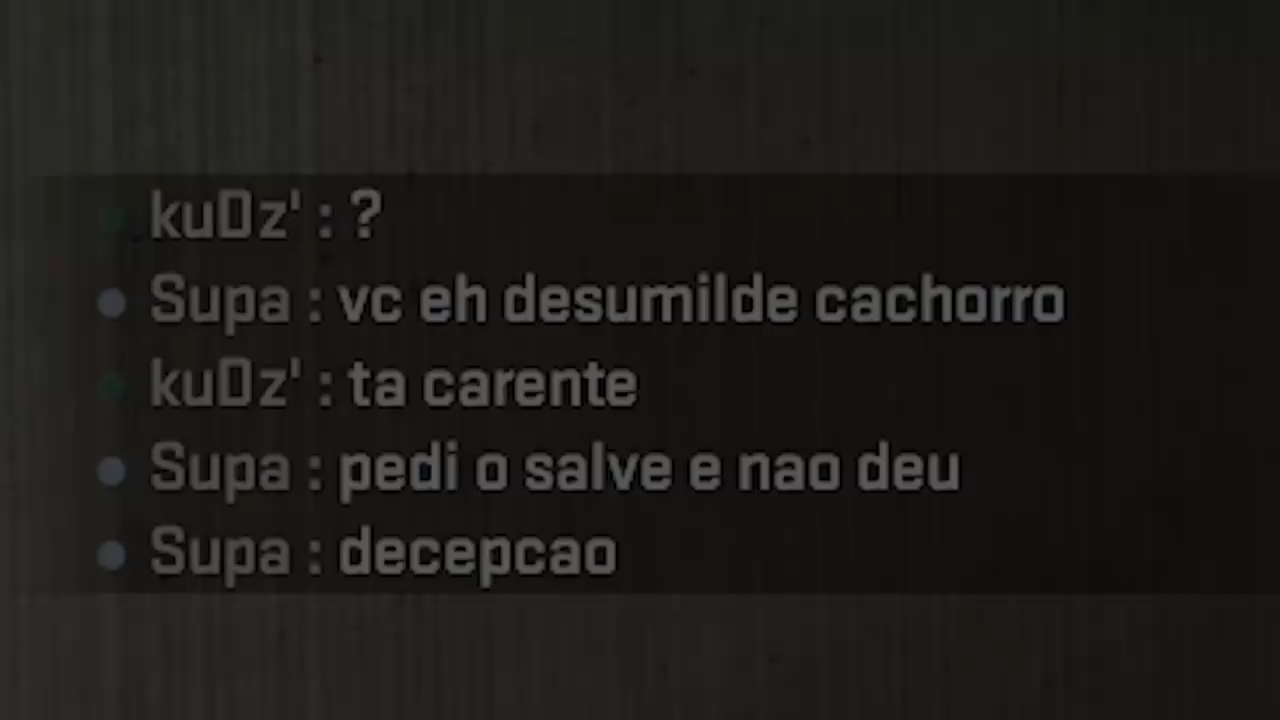 kuDz' : ?
Supa : vc eh desumilde cachorro
kuDz' : ta carente
Supa : pedi o salve e nao deu
Supa : decepcao